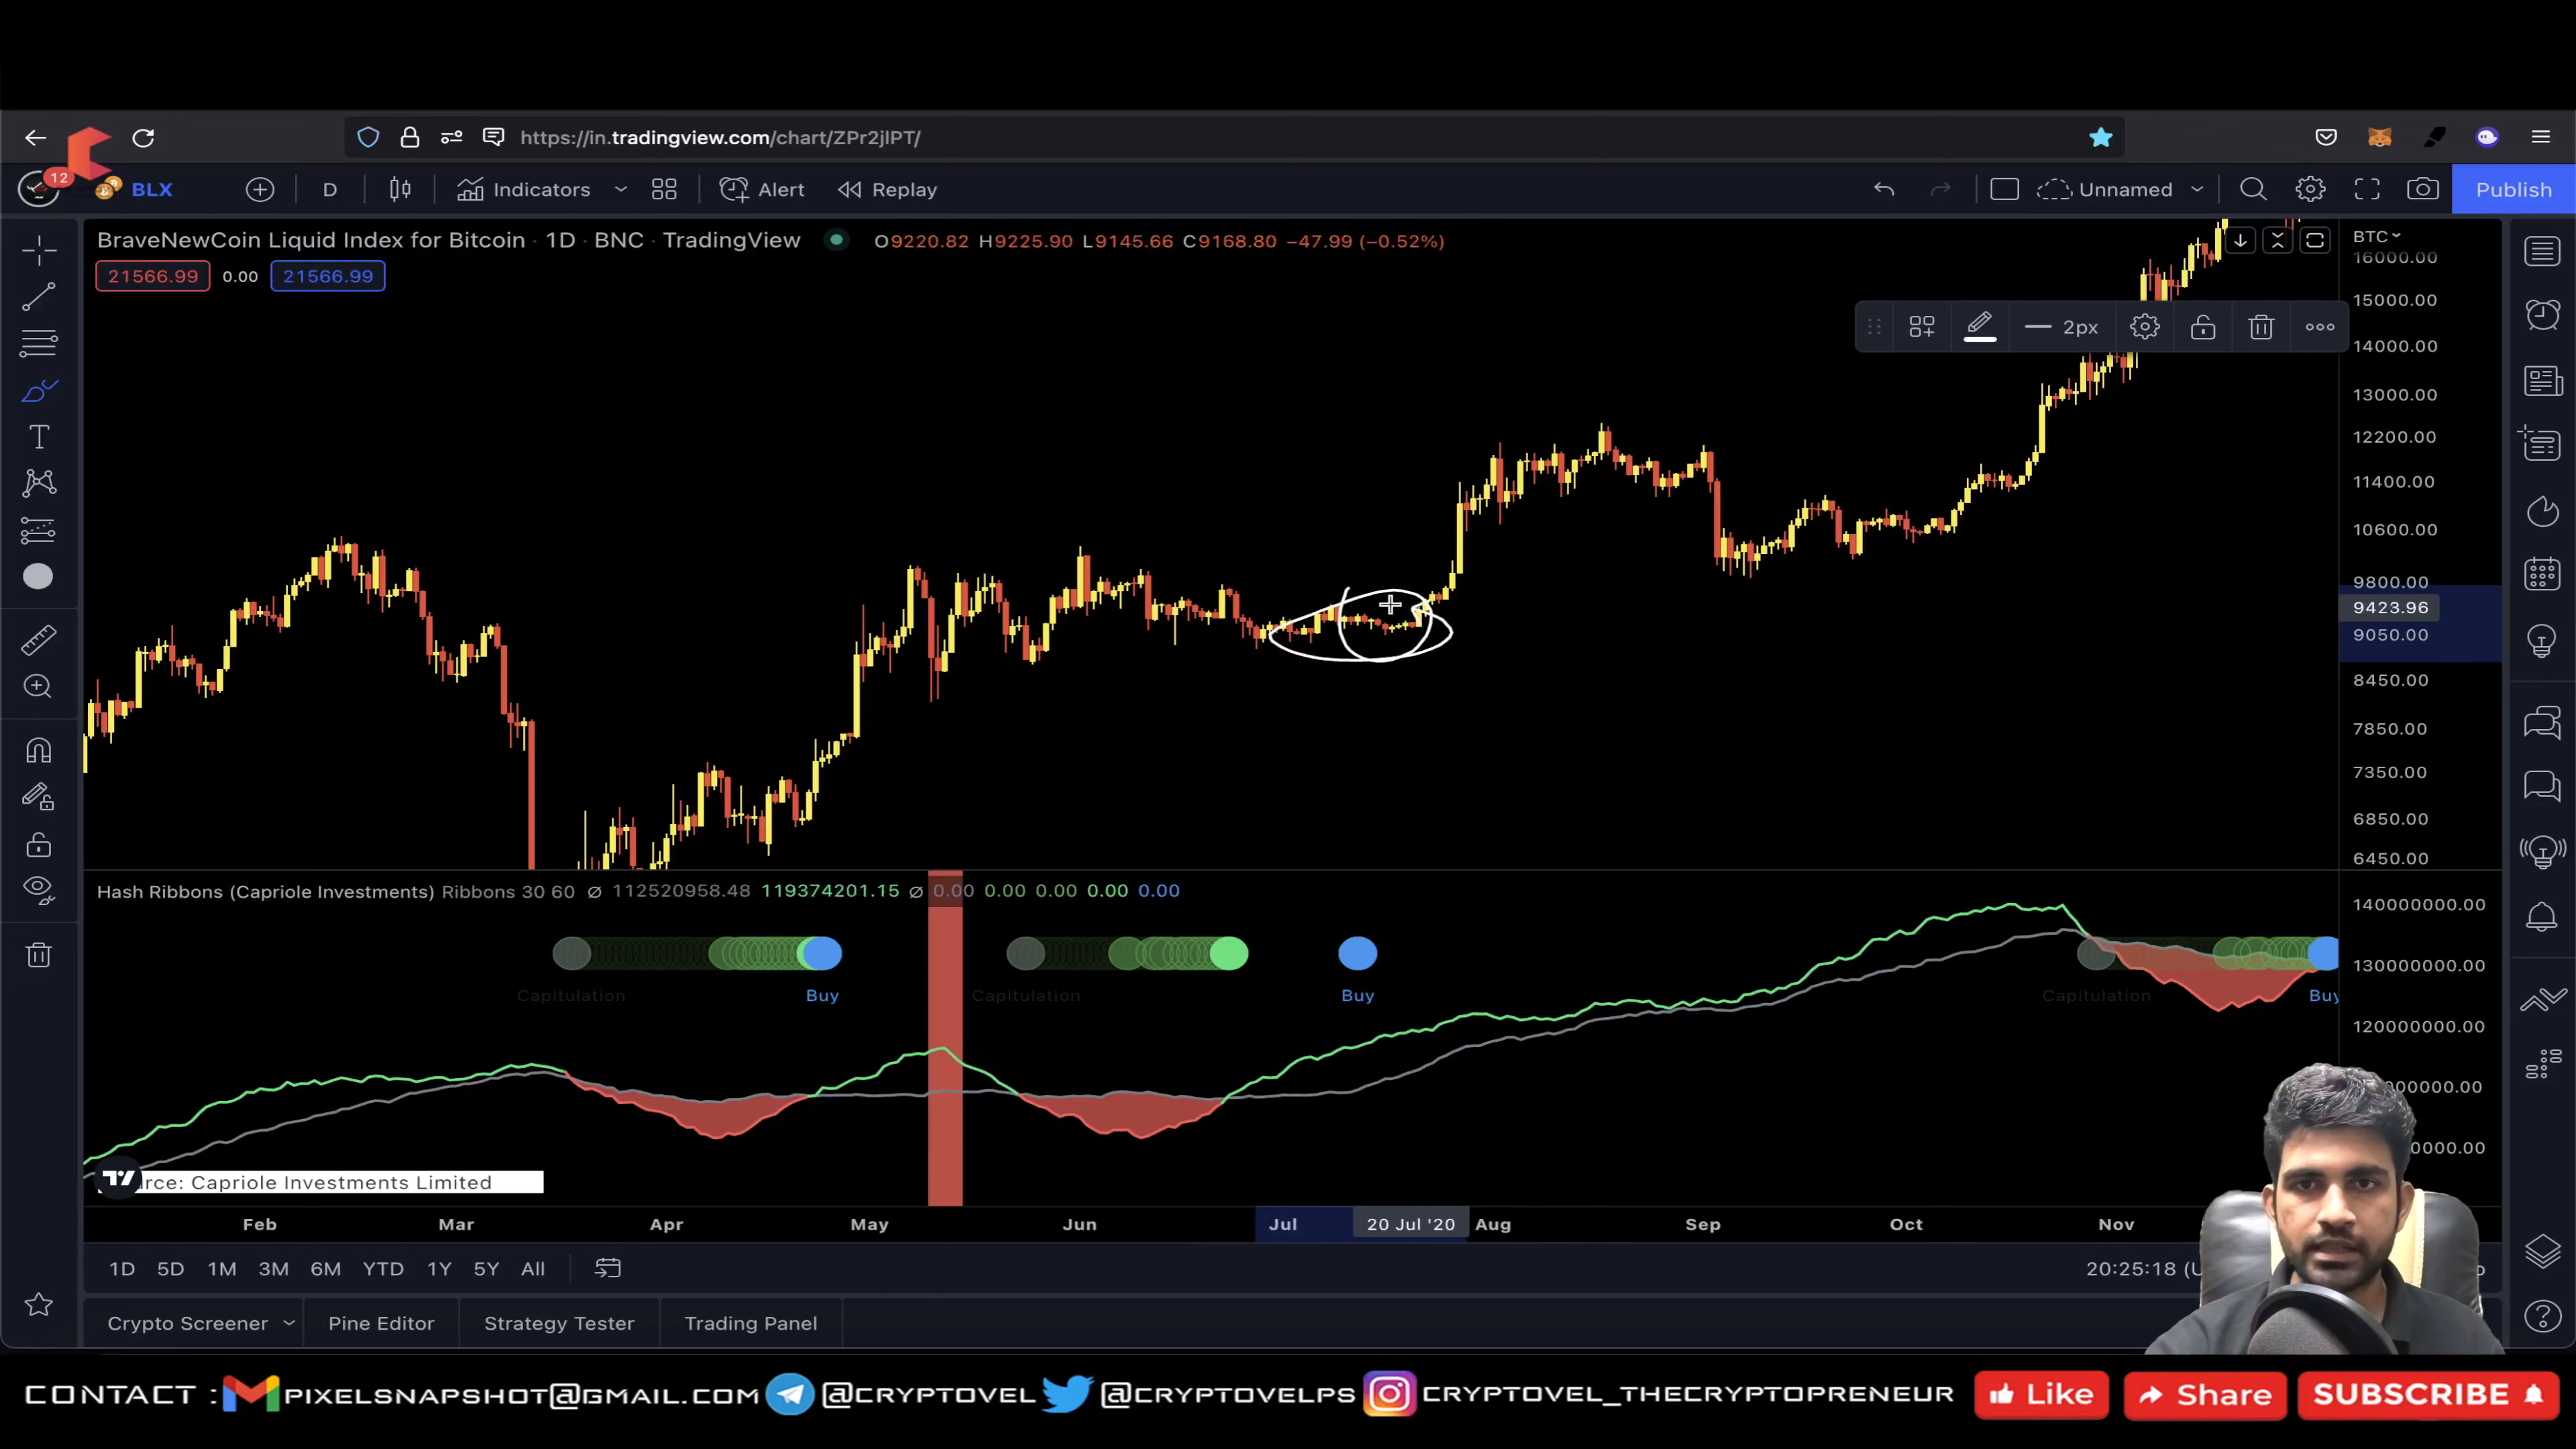 https://in.tradingview.com/chart/ZPr2jlPT/
12 BLX D Indicators Alert Replay Unnamed Publish
BraveNewCoin Liquid Index for Bitcoin · 1D · BNC · TradingView O9220.82 H9225.90 L9145.66 C9168.80 −47.99 (−0.52%)
21566.99 0.00 21566.99
BTC
16000.00
15000.00
2px
14000.00
13000.00
12200.00
11400.00
10600.00
9800.00
9423.96
9050.00
8450.00
7850.00
7350.00
6850.00
6450.00
Hash Ribbons (Capriole Investments) Ribbons 30 60 ∅ 112520958.48 119374201.15 ∅ 0.00 0.00 0.00 0.00 0.00
140000000.00
130000000.00
Capitulation Buy Capitulation Buy Capitulation Buy
120000000.00
0000000.00
00000.00
rce: Capriole Investments Limited
Feb Mar Apr May Jun Jul 20 Jul '20 Aug Sep Oct Nov
1D 5D 1M 3M 6M YTD 1Y 5Y All 20:25:18 (U
Crypto Screener Pine Editor Strategy Tester Trading Panel
CONTACT : PIXELSNAPSHOT@GMAIL.COM @CRYPTOVEL @CRYPTOVELPS CRYPTOVEL_THECRYPTOPRENEUR Like Share SUBSCRIBE